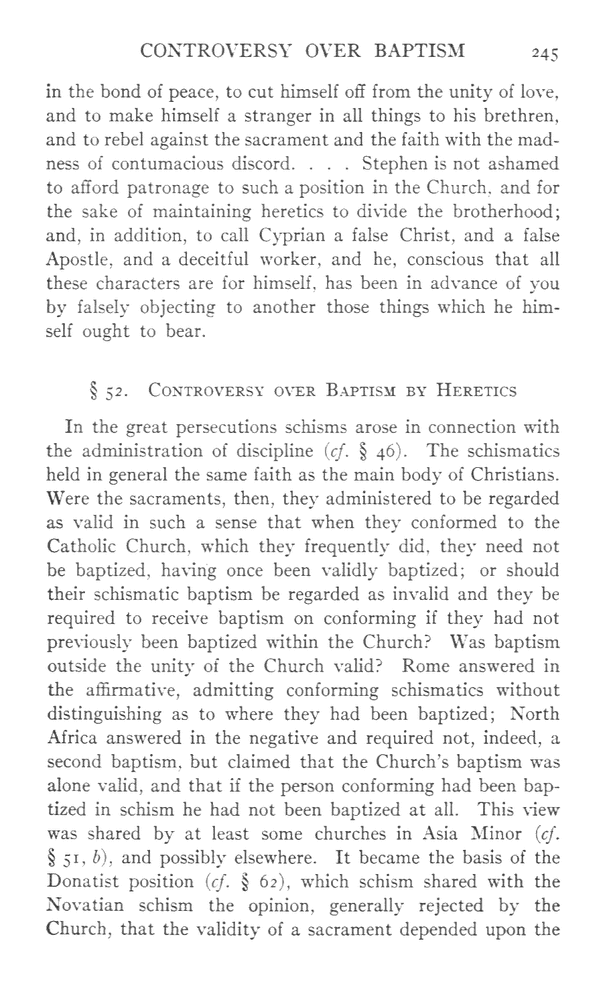 CONTROVERSY OVER BAPTISM 245
in the bond of peace, to cut himself off from the unity of love,
and to make himself a stranger in all things to his brethren,
and to rebel against the sacrament and the faith with the mad-
ness of contumacious discord. . . . Stephen is not ashamed
to afford patronage to such a position in the Church, and for
the sake of maintaining heretics to divide the brotherhood;
and, in addition, to call Cyprian a false Christ, and a false
Apostle, and a deceitful worker, and he, conscious that all
these characters are for himself, has been in advance of you
by falsely objecting to another those things which he him-
self ought to bear.
§ 52. Controversy over Baptism by Heretics
In the great persecutions schisms arose in connection with
the administration of discipline (cf. § 46). The schismatics
held in general the same faith as the main body of Christians.
Were the sacraments, then, they administered to be regarded
as valid in such a sense that when they conformed to the
Catholic Church, which they frequently did, they need not
be baptized, having once been validly baptized; or should
their schismatic baptism be regarded as invalid and they be
required to receive baptism on conforming if they had not
previously been baptized within the Church? Was baptism
outside the unity of the Church valid? Rome answered in
the affirmative, admitting conforming schismatics without
distinguishing as to where they had been baptized; North
Africa answered in the negative and required not, indeed, a
second baptism, but claimed that the Church's baptism was
alone valid, and that if the person conforming had been bap-
tized in schism he had not been baptized at all. This view
was shared by at least some churches in Asia Minor (cf.
§ 51, b), and possibly elsewhere. It became the basis of the
Donatist position (cf. § 62), which schism shared with the
Novatian schism the opinion, generally rejected by the
Church, that the validity of a sacrament depended upon the